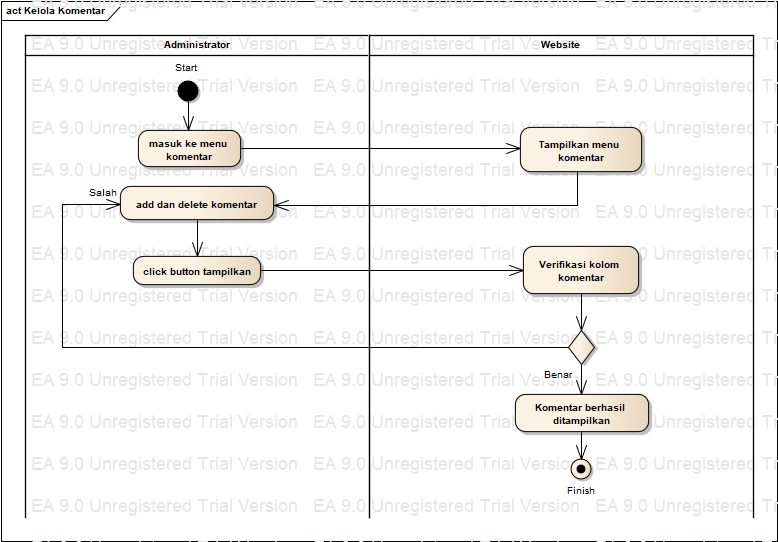 act Kelola Komentar
Administrator
Website
Start
masuk ke menu
komentar
Tampilkan menu
komentar
Salah
add dan delete komentar
click button tampilkan
Verifikasi kolom
komentar
Benar
Komentar berhasil
ditampilkan
Finish
EA 9.0 Unregistered Trial Version